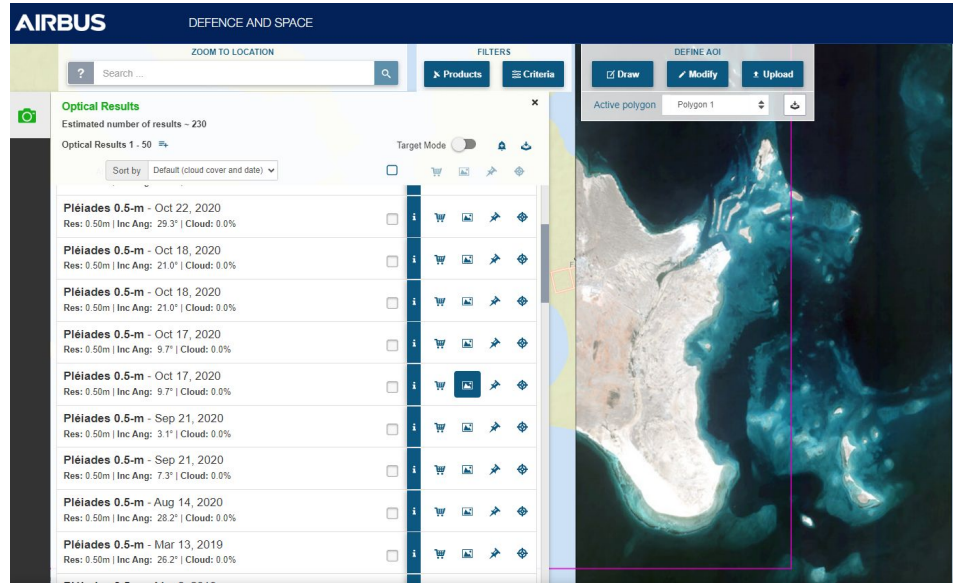 AIRBUS
DEFENCE AND SPACE
ZOOM TO LOCATION
? Search ...
FILTERS
Products
Criteria
DEFINE AOI
Draw
Modify
Upload
Active polygon Polygon 1
Optical Results
×
Estimated number of results ~ 230
Optical Results 1 - 50
Target Mode
Sort by Default (cloud cover and date)
Pléiades 0.5-m - Oct 22, 2020
Res: 0.50m | Inc Ang: 29.3° | Cloud: 0.0%
i
Pléiades 0.5-m - Oct 18, 2020
Res: 0.50m | Inc Ang: 21.0° | Cloud: 0.0%
i
Pléiades 0.5-m - Oct 18, 2020
Res: 0.50m | Inc Ang: 21.0° | Cloud: 0.0%
i
Pléiades 0.5-m - Oct 17, 2020
Res: 0.50m | Inc Ang: 9.7° | Cloud: 0.0%
i
Pléiades 0.5-m - Oct 17, 2020
Res: 0.50m | Inc Ang: 9.7° | Cloud: 0.0%
i
Pléiades 0.5-m - Sep 21, 2020
Res: 0.50m | Inc Ang: 3.1° | Cloud: 0.0%
i
Pléiades 0.5-m - Sep 21, 2020
Res: 0.50m | Inc Ang: 7.3° | Cloud: 0.0%
i
Pléiades 0.5-m - Aug 14, 2020
Res: 0.50m | Inc Ang: 28.2° | Cloud: 0.0%
i
Pléiades 0.5-m - Mar 13, 2019
Res: 0.50m | Inc Ang: 26.2° | Cloud: 0.0%
i